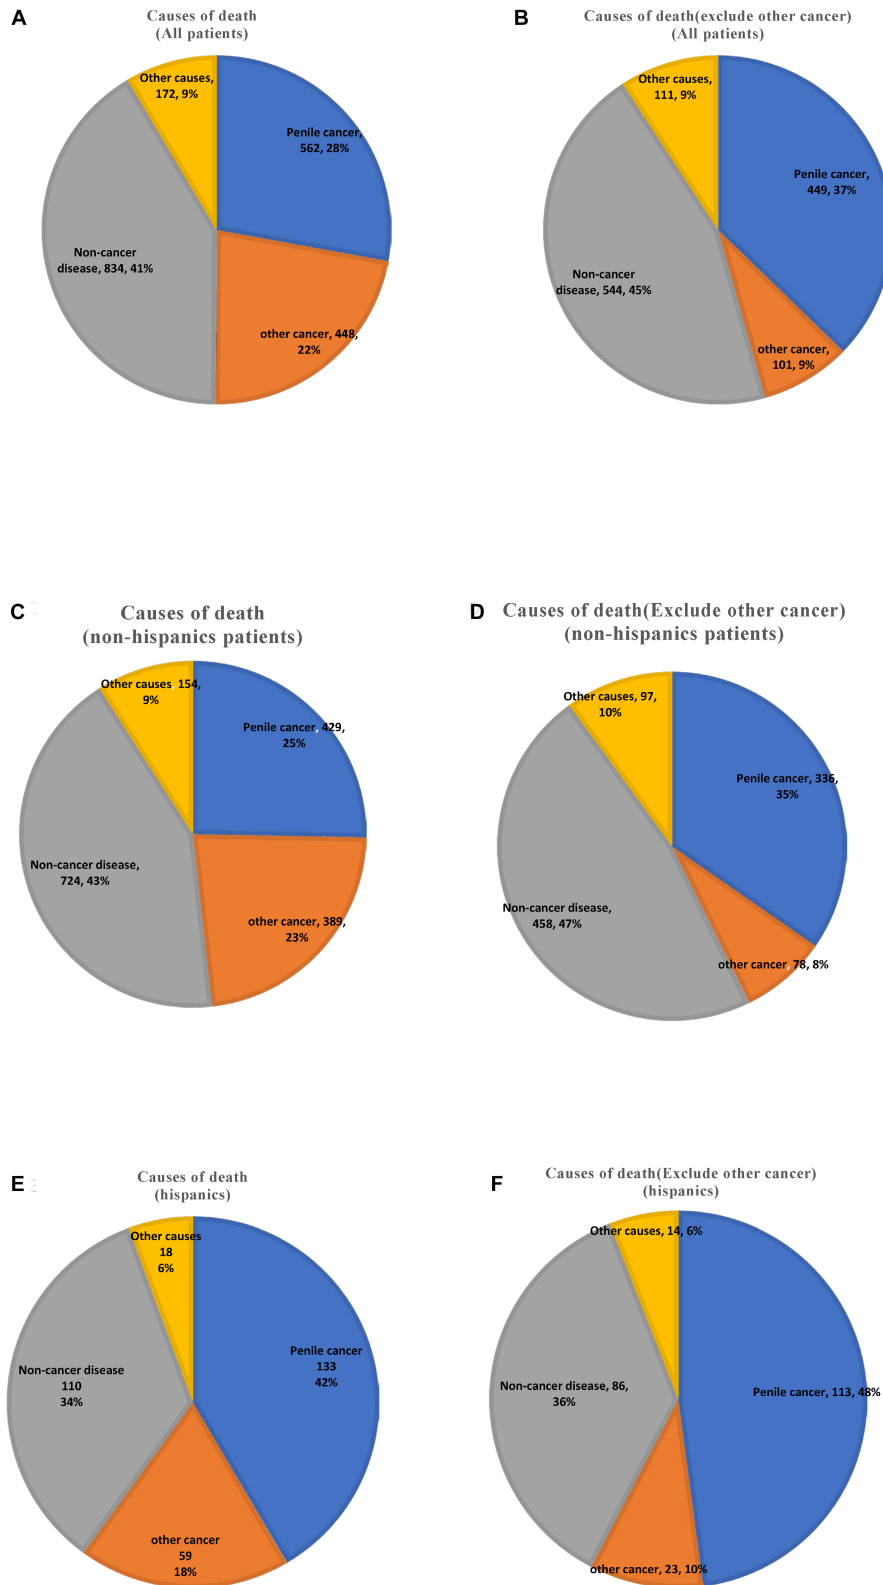 A
Causes of death
(All patients)
Other causes,
172, 9%
Penile cancer,
562, 28%
Non-cancer
disease, 834, 41%
other cancer, 448,
22%
B
Causes of death(exclude other cancer)
(All patients)
Other causes,
111, 9%
Penile cancer,
449, 37%
Non-cancer
disease, 544, 45%
other cancer,
101, 9%
C
Causes of death
(non-hispanics patients)
Other causes, 154,
9%
Penile cancer, 429,
25%
Non-cancer disease,
724, 43%
other cancer, 389,
23%
D
Causes of death(Exclude other cancer)
(non-hispanics patients)
Other causes, 97,
10%
Penile cancer, 336,
35%
Non-cancer disease,
458, 47%
other cancer, 78, 8%
E
Causes of death
(hispanics)
Other causes
18
6%
Penile cancer
133
42%
Non-cancer disease
110
34%
other cancer
59
18%
F
Causes of death(Exclude other cancer)
(hispanics)
Other causes, 14, 6%
Non-cancer disease, 86,
36%
Penile cancer, 113, 48%
other cancer, 23, 10%